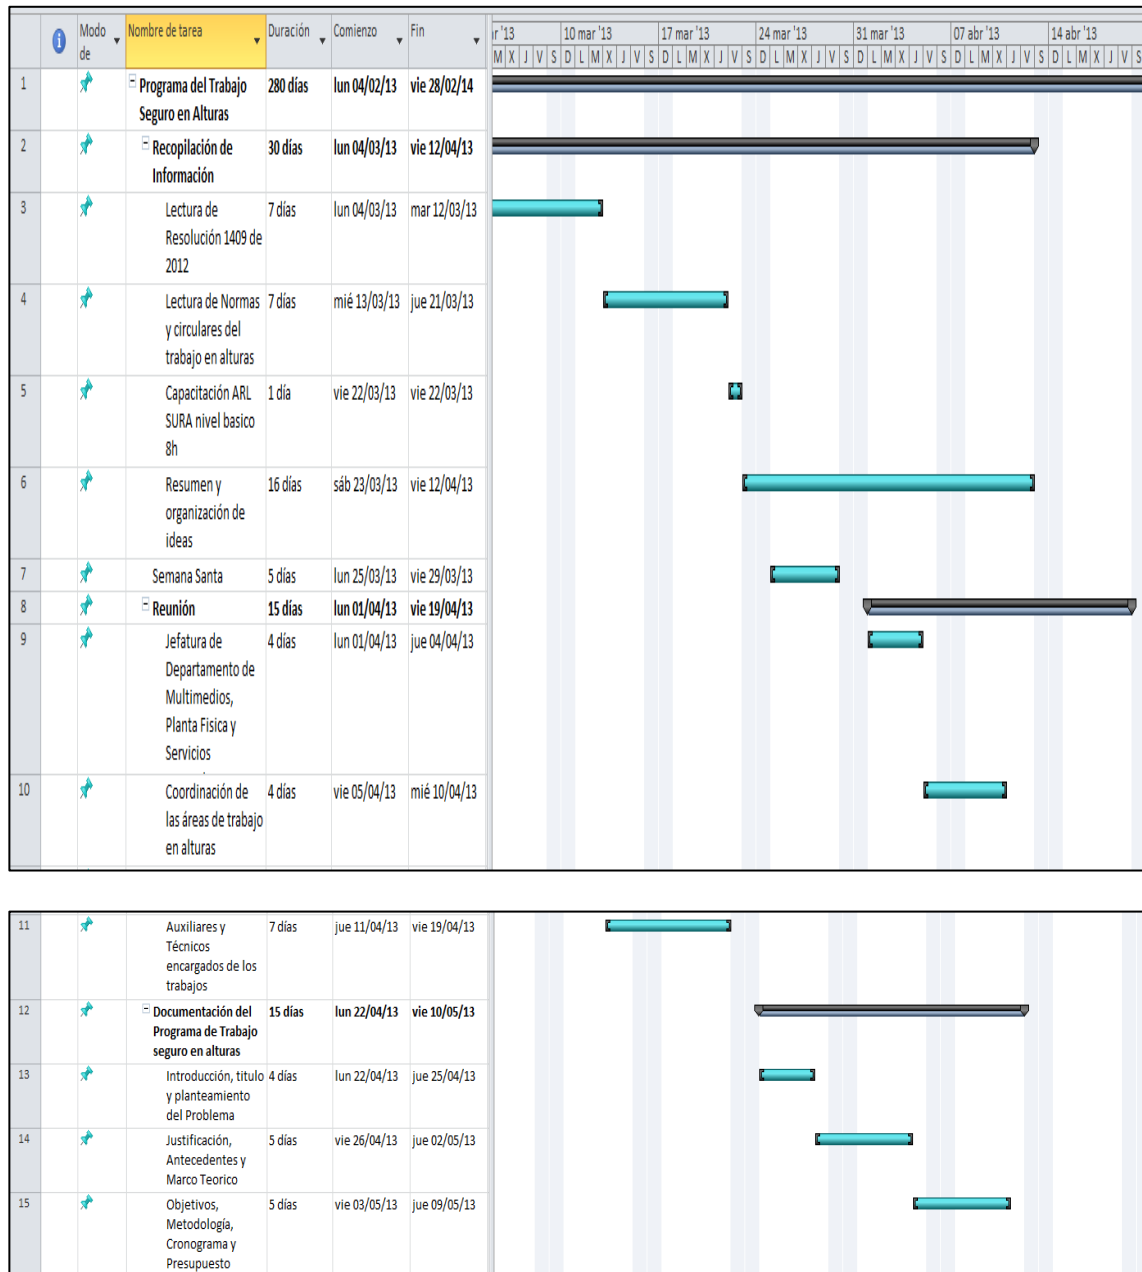 Modo de
Nombre de tarea
Duración
Comienzo
Fin
r '13
10 mar '13
17 mar '13
24 mar '13
31 mar '13
07 abr '13
14 abr '13
M X J V S D L M X J V S D L M X J V S D L M X J V S D L M X J V S D L M X J V S D L M X J V S
1
Programa del Trabajo
Seguro en Alturas
280 días
lun 04/02/13
vie 28/02/14
2
Recopilación de
Información
30 días
lun 04/03/13
vie 12/04/13
3
Lectura de
Resolución 1409 de
2012
7 días
lun 04/03/13
mar 12/03/13
4
Lectura de Normas
y circulares del
trabajo en alturas
7 días
mié 13/03/13
jue 21/03/13
5
Capacitación ARL
SURA nivel basico
8h
1 día
vie 22/03/13
vie 22/03/13
6
Resumen y
organización de
ideas
16 días
sáb 23/03/13
vie 12/04/13
7
Semana Santa
5 días
lun 25/03/13
vie 29/03/13
8
Reunión
15 días
lun 01/04/13
vie 19/04/13
9
Jefatura de
Departamento de
Multimedios,
Planta Fisica y
Servicios
4 días
lun 01/04/13
jue 04/04/13
10
Coordinación de
las áreas de trabajo
en alturas
4 días
vie 05/04/13
mié 10/04/13
11
Auxiliares y
Técnicos
encargados de los
trabajos
7 días
jue 11/04/13
vie 19/04/13
12
Documentación del
Programa de Trabajo
seguro en alturas
15 días
lun 22/04/13
vie 10/05/13
13
Introducción, titulo
y planteamiento
del Problema
4 días
lun 22/04/13
jue 25/04/13
14
Justificación,
Antecedentes y
Marco Teorico
5 días
vie 26/04/13
jue 02/05/13
15
Objetivos,
Metodología,
Cronograma y
Presupuesto
5 días
vie 03/05/13
jue 09/05/13